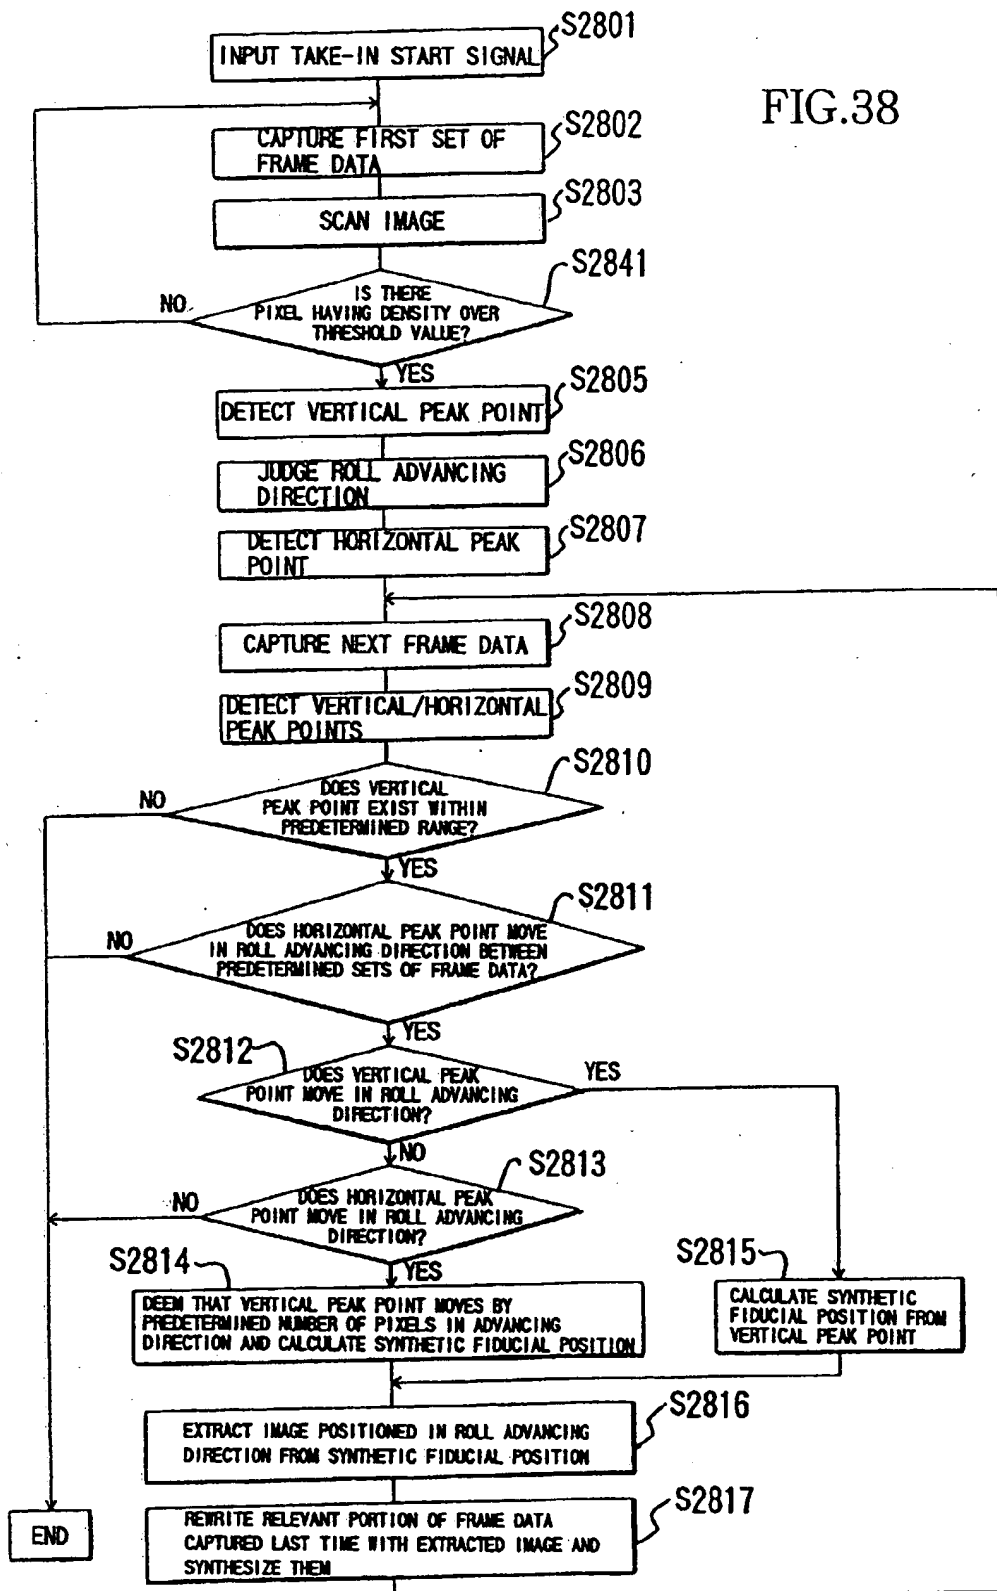 S2801
INPUT TAKE-IN START SIGNAL
FIG.38
S2802
CAPTURE FIRST SET OF
FRAME DATA
S2803
SCAN IMAGE
S2841
IS THERE
PIXEL HAVING DENSITY OVER
THRESHOLD VALUE?
NO
YES
S2805
DETECT VERTICAL PEAK POINT
S2806
JUDGE ROLL ADVANCING
DIRECTION
S2807
DETECT HORIZONTAL PEAK
POINT
S2808
CAPTURE NEXT FRAME DATA
S2809
DETECT VERTICAL/HORIZONTAL
PEAK POINTS
S2810
DOES VERTICAL
PEAK POINT EXIST WITHIN
PREDETERMINED RANGE?
NO
YES
S2811
DOES HORIZONTAL PEAK POINT MOVE
IN ROLL ADVANCING DIRECTION BETWEEN
PREDETERMINED SETS OF FRAME DATA?
NO
YES
S2812
DOES VERTICAL PEAK
POINT MOVE IN ROLL ADVANCING
DIRECTION?
YES
NO
S2813
DOES HORIZONTAL PEAK
POINT MOVE IN ROLL ADVANCING
DIRECTION?
NO
YES
S2814
DEEM THAT VERTICAL PEAK POINT MOVES BY
PREDETERMINED NUMBER OF PIXELS IN ADVANCING
DIRECTION AND CALCULATE SYNTHETIC FIDUCIAL POSITION
S2815
CALCULATE SYNTHETIC
FIDUCIAL POSITION FROM
VERTICAL PEAK POINT
S2816
EXTRACT IMAGE POSITIONED IN ROLL ADVANCING
DIRECTION FROM SYNTHETIC FIDUCIAL POSITION
S2817
REWRITE RELEVANT PORTION OF FRAME DATA
CAPTURED LAST TIME WITH EXTRACTED IMAGE AND
SYNTHESIZE THEM
END